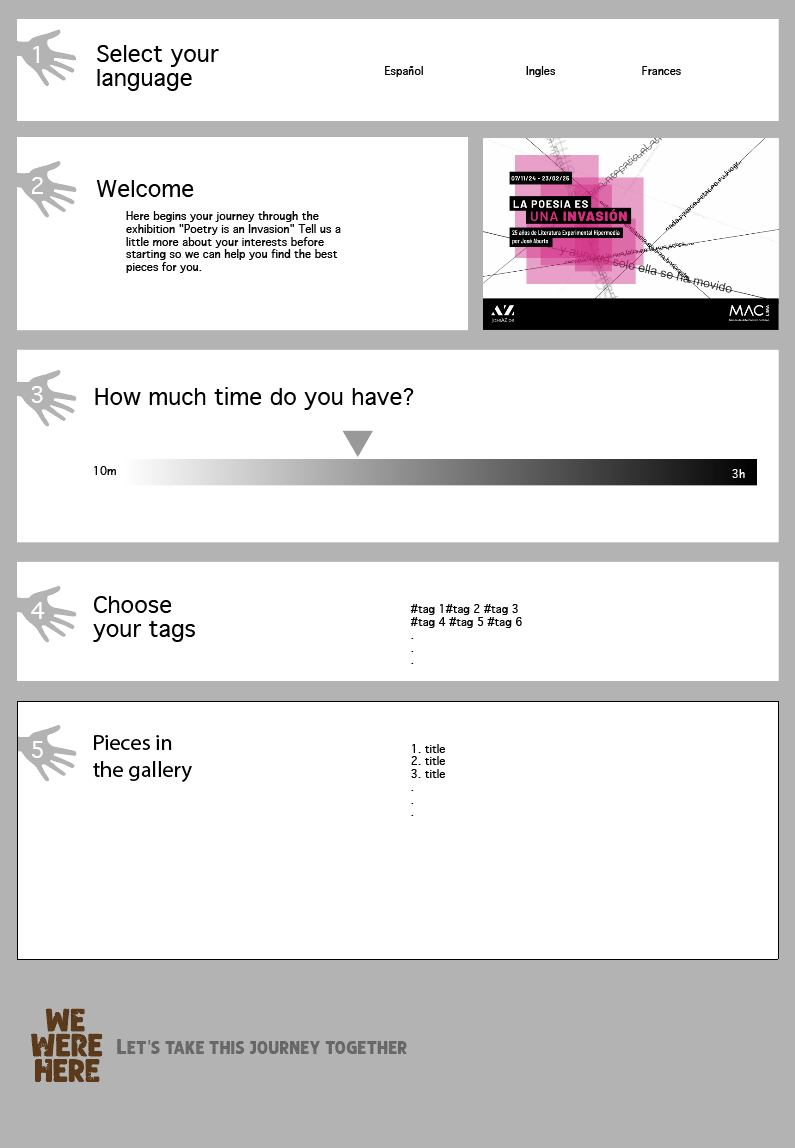 1
Select your
language
Español
Ingles
Frances
2
Welcome
Here begins your journey through the
exhibition "Poetry is an Invasion" Tell us a
little more about your interests before
starting so we can help you find the best
pieces for you.
07/11/24 - 23/02/25
LA POESIA ES
UNA INVASIÓN
25 años de Literatura Experimental Hipermedia
por José Aburto
solo ella se ha movido
AZ
MAC
LIMA
3
How much time do you have?
10m
3h
4
Choose
your tags
#tag 1#tag 2 #tag 3
#tag 4 #tag 5 #tag 6
.
.
.
5
Pieces in
the gallery
1. title
2. title
3. title
.
.
.
WE
WERE
HERE
LET'S TAKE THIS JOURNEY TOGETHER